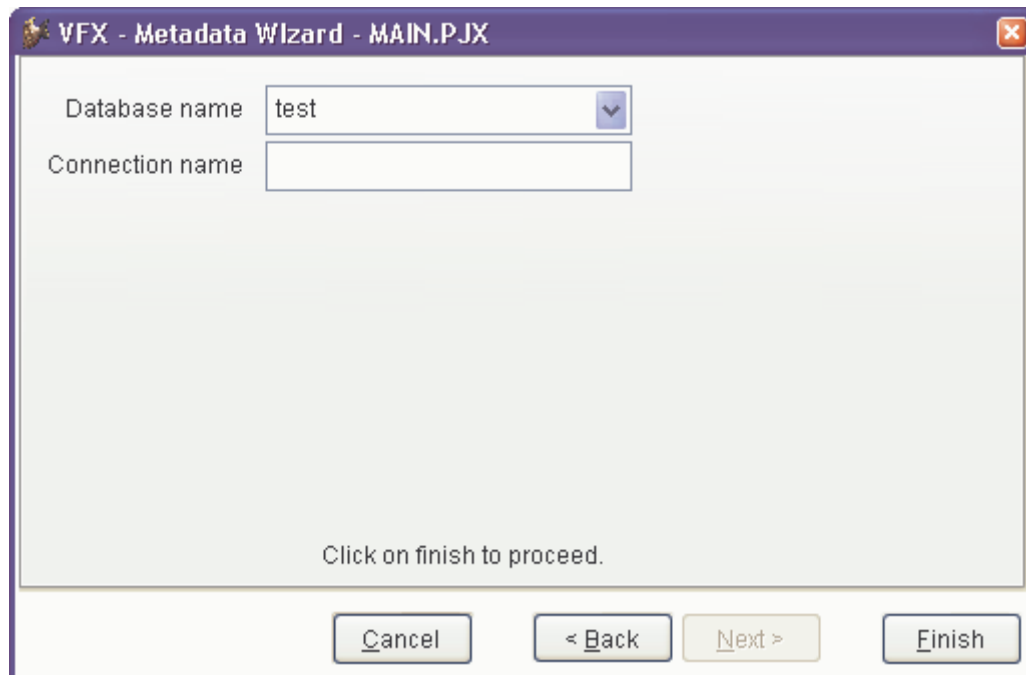 VFX - Metadata WIzard - MAIN.PJX
Database name test
Connection name
Click on finish to proceed.
Cancel < Back Next > Finish